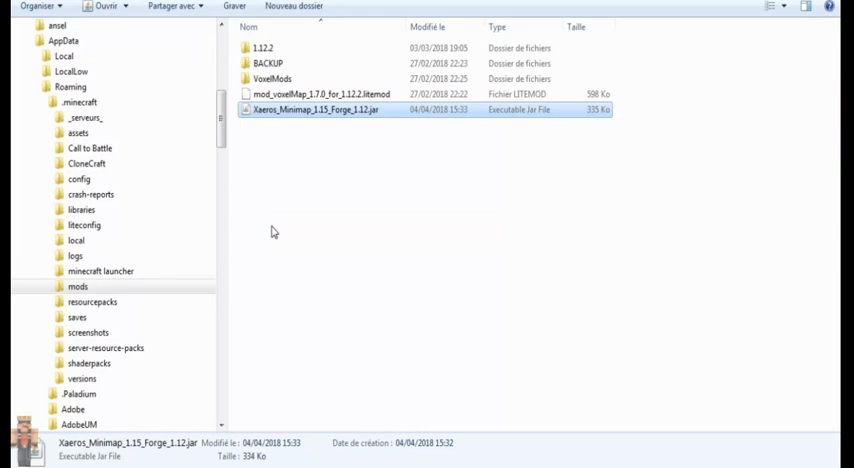 Organiser Ouvrir Partager avec Graver Nouveau dossier
ansel
AppData
Local
LocalLow
Roaming
.minecraft
_serveurs_
assets
Call to Battle
CloneCraft
config
crash-reports
libraries
liteconfig
local
logs
minecraft launcher
mods
resourcepacks
saves
screenshots
server-resource-packs
shaderpacks
versions
.Paladium
Adobe
AdobeUM
Nom Modifié le Type Taille
1.12.2 03/03/2018 19:05 Dossier de fichiers
BACKUP 27/02/2018 22:23 Dossier de fichiers
VoxelMods 27/02/2018 22:25 Dossier de fichiers
mod_voxelMap_1.7.0_for_1.12.2.litemod 27/02/2018 22:22 Fichier LITEMOD 598 Ko
Xaeros_Minimap_1.15_Forge_1.12.jar 04/04/2018 15:33 Executable Jar File 335 Ko
Xaeros_Minimap_1.15_Forge_1.12.jar Modifié le : 04/04/2018 15:33 Date de création : 04/04/2018 15:32
Executable Jar File Taille : 334 Ko